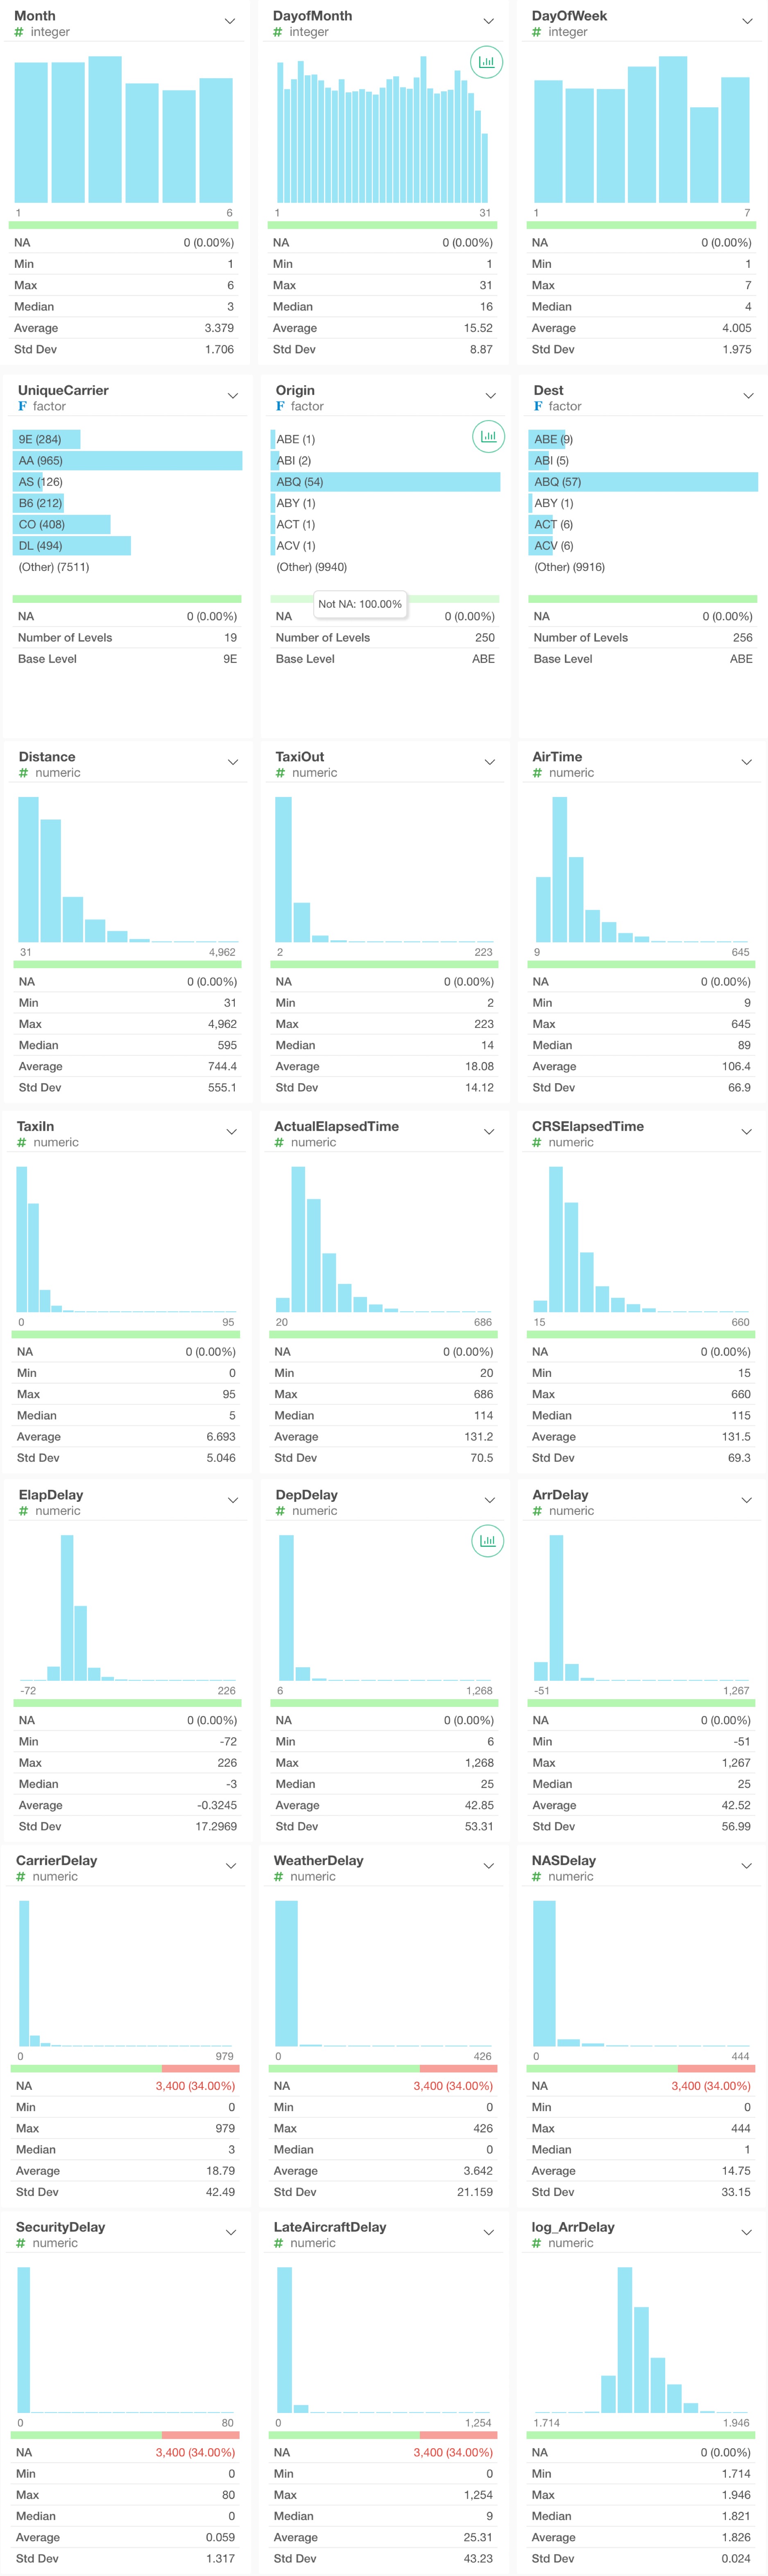 Month
# integer
1 6
NA 0 (0.00%)
Min 1
Max 6
Median 3
Average 3.379
Std Dev 1.706
DayofMonth
# integer
1 31
NA 0 (0.00%)
Min 1
Max 31
Median 16
Average 15.52
Std Dev 8.87
DayOfWeek
# integer
1 7
NA 0 (0.00%)
Min 1
Max 7
Median 4
Average 4.005
Std Dev 1.975
UniqueCarrier
F factor
9E (284)
AA (965)
AS (126)
B6 (212)
CO (408)
DL (494)
(Other) (7511)
NA 0 (0.00%)
Number of Levels 19
Base Level 9E
Origin
F factor
ABE (1)
ABI (2)
ABQ (54)
ABY (1)
ACT (1)
ACV (1)
(Other) (9940)
Not NA: 100.00%
NA 0 (0.00%)
Number of Levels 250
Base Level ABE
Dest
F factor
ABE (9)
ABI (5)
ABQ (57)
ABY (1)
ACT (6)
ACV (6)
(Other) (9916)
NA 0 (0.00%)
Number of Levels 256
Base Level ABE
Distance
# numeric
31 4,962
NA 0 (0.00%)
Min 31
Max 4,962
Median 595
Average 744.4
Std Dev 555.1
TaxiOut
# numeric
2 223
NA 0 (0.00%)
Min 2
Max 223
Median 14
Average 18.08
Std Dev 14.12
AirTime
# numeric
9 645
NA 0 (0.00%)
Min 9
Max 645
Median 89
Average 106.4
Std Dev 66.9
TaxiIn
# numeric
0 95
NA 0 (0.00%)
Min 0
Max 95
Median 5
Average 6.693
Std Dev 5.046
ActualElapsedTime
# numeric
20 686
NA 0 (0.00%)
Min 20
Max 686
Median 114
Average 131.2
Std Dev 70.5
CRSElapsedTime
# numeric
15 660
NA 0 (0.00%)
Min 15
Max 660
Median 115
Average 131.5
Std Dev 69.3
ElapDelay
# numeric
-72 226
NA 0 (0.00%)
Min -72
Max 226
Median -3
Average -0.3245
Std Dev 17.2969
DepDelay
# numeric
6 1,268
NA 0 (0.00%)
Min 6
Max 1,268
Median 25
Average 42.85
Std Dev 53.31
ArrDelay
# numeric
-51 1,267
NA 0 (0.00%)
Min -51
Max 1,267
Median 25
Average 42.52
Std Dev 56.99
CarrierDelay
# numeric
0 979
NA 3,400 (34.00%)
Min 0
Max 979
Median 3
Average 18.79
Std Dev 42.49
WeatherDelay
# numeric
0 426
NA 3,400 (34.00%)
Min 0
Max 426
Median 0
Average 3.642
Std Dev 21.159
NASDelay
# numeric
0 444
NA 3,400 (34.00%)
Min 0
Max 444
Median 1
Average 14.75
Std Dev 33.15
SecurityDelay
# numeric
0 80
NA 3,400 (34.00%)
Min 0
Max 80
Median 0
Average 0.059
Std Dev 1.317
LateAircraftDelay
# numeric
0 1,254
NA 3,400 (34.00%)
Min 0
Max 1,254
Median 9
Average 25.31
Std Dev 43.23
log_ArrDelay
# numeric
1.714 1.946
NA 0 (0.00%)
Min 1.714
Max 1.946
Median 1.821
Average 1.826
Std Dev 0.024